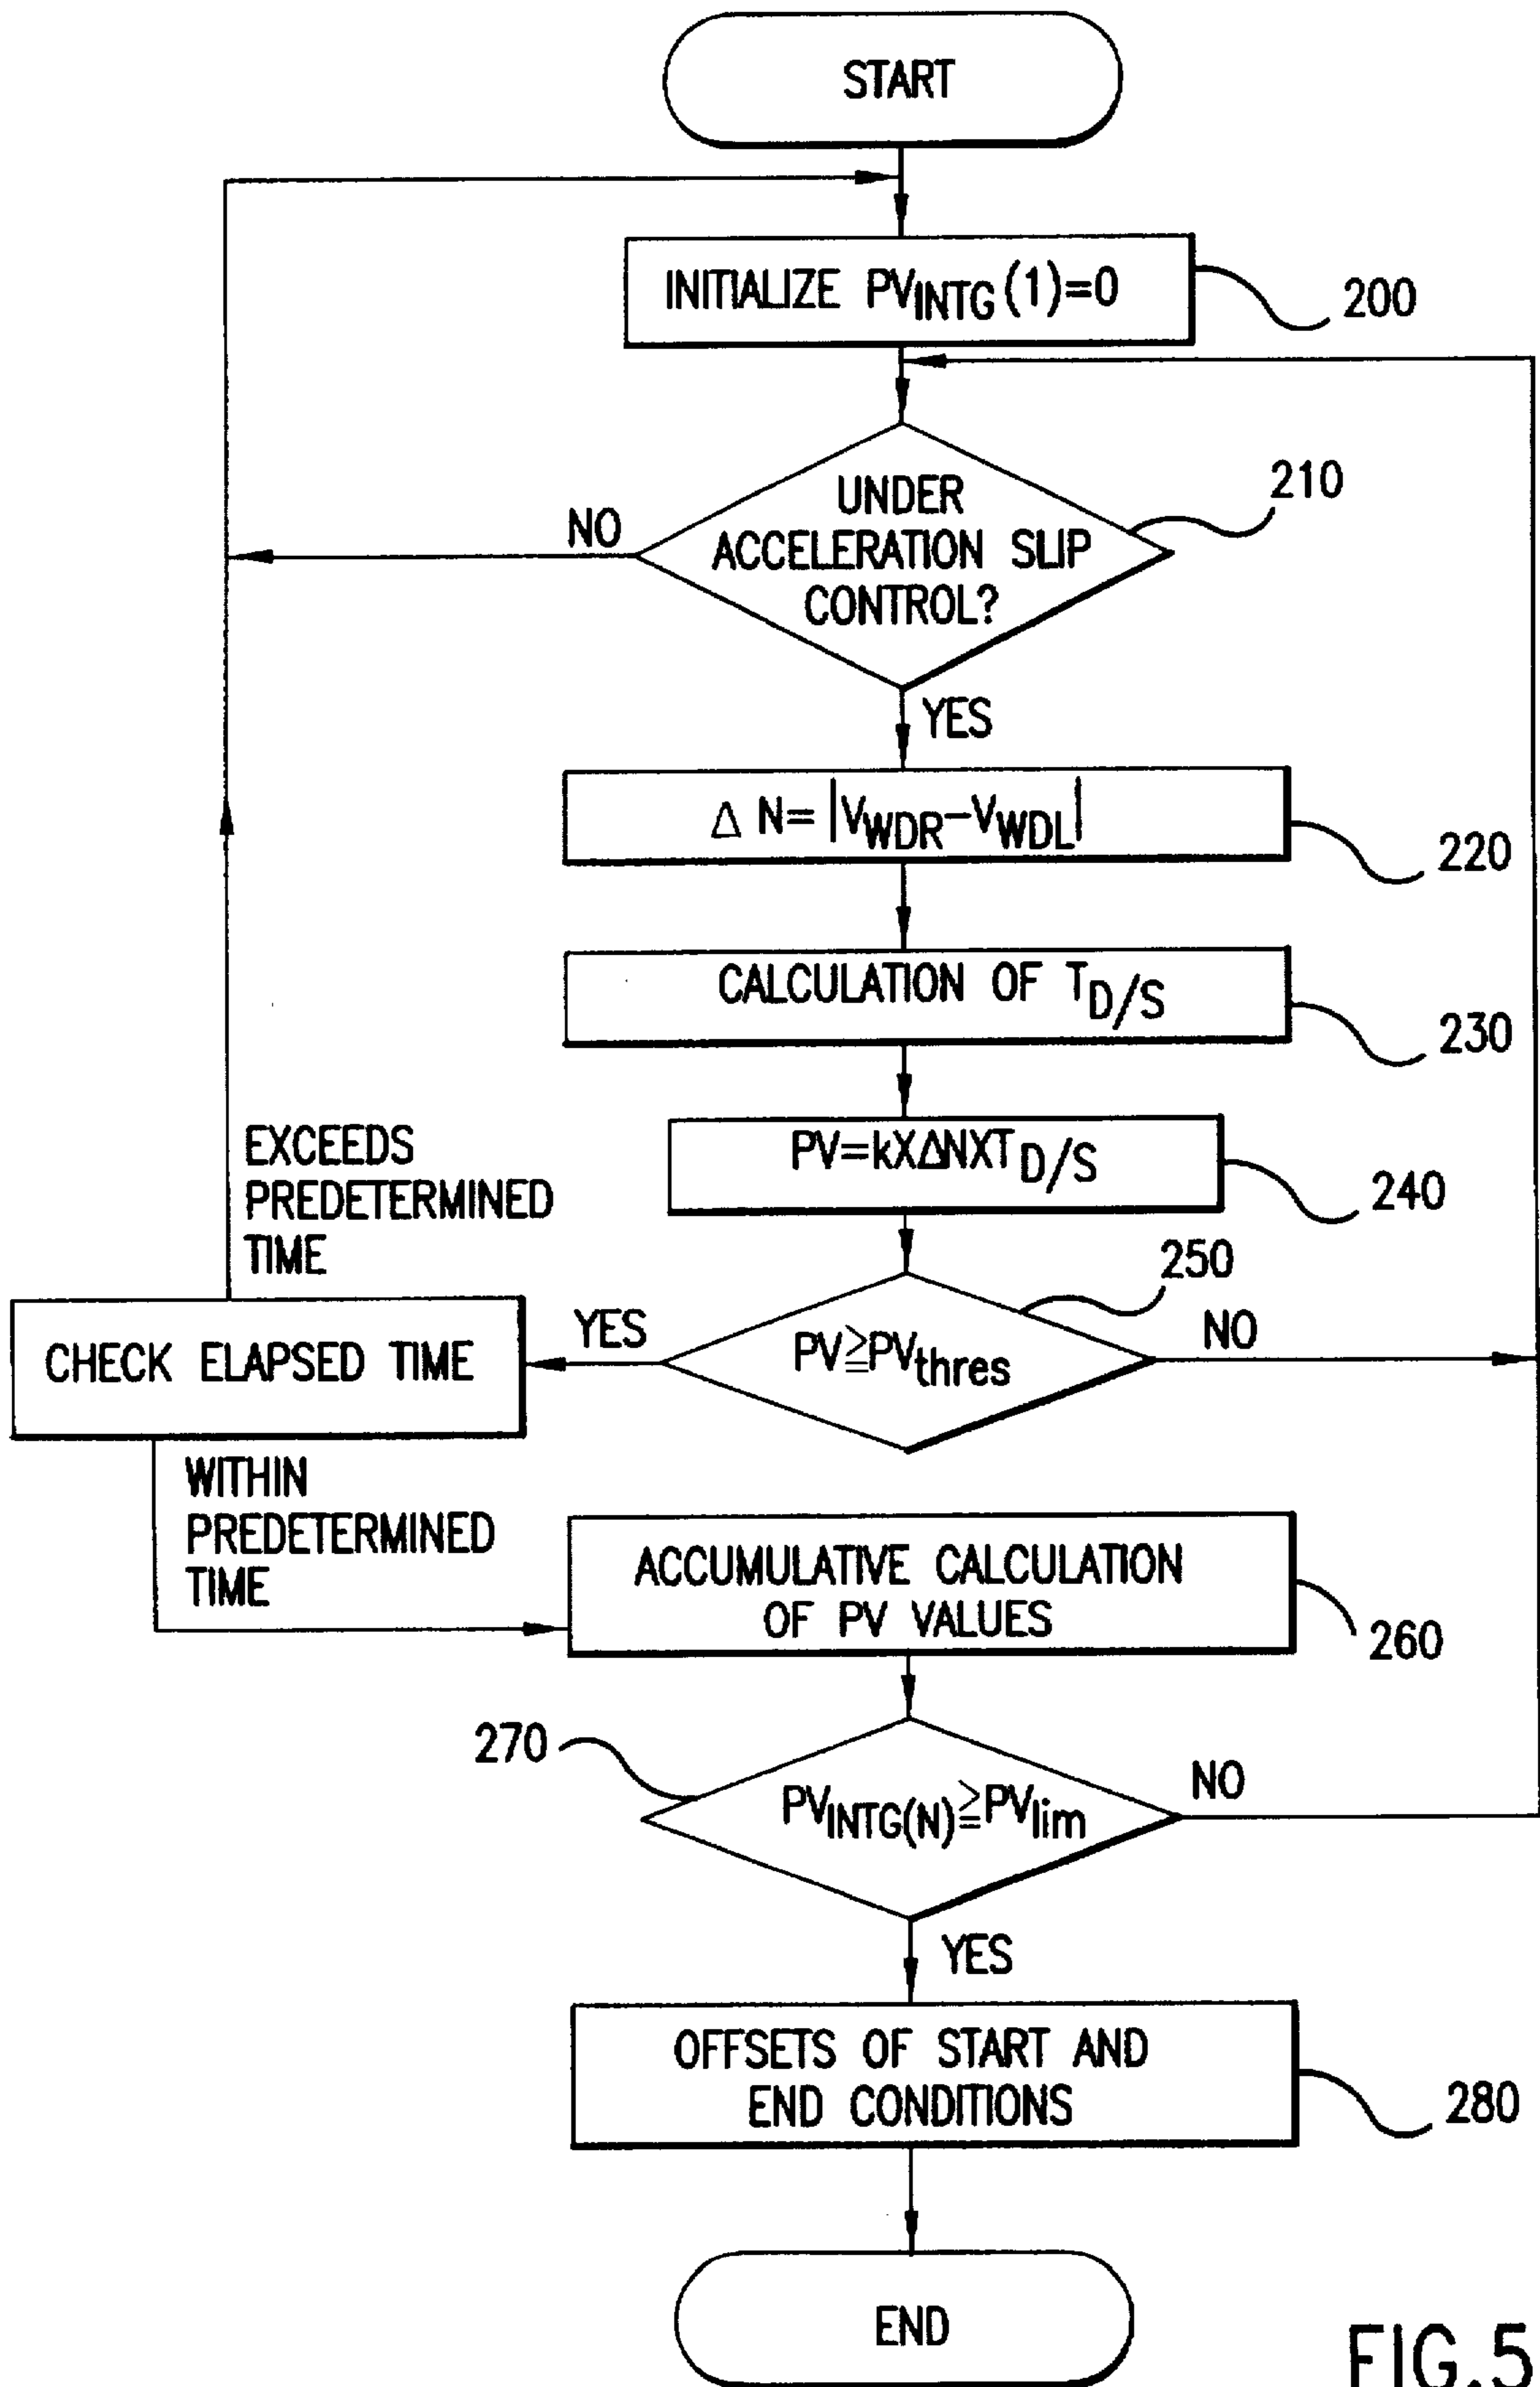 START
INITIALIZE PV_INTG(1)=0
200
UNDER
ACCELERATION SLIP
CONTROL?
210
NO
YES
Δ N= |V_WDR-V_WDL|
220
CALCULATION OF T_D/S
230
PV=kXΔNXT_D/S
240
EXCEEDS
PREDETERMINED
TIME
250
CHECK ELAPSED TIME
YES
PV≧PV_thres
NO
WITHIN
PREDETERMINED
TIME
ACCUMULATIVE CALCULATION
OF PV VALUES
260
270
PV_INTG(N)≧PV_lim
NO
YES
OFFSETS OF START AND
END CONDITIONS
280
END
FIG.5